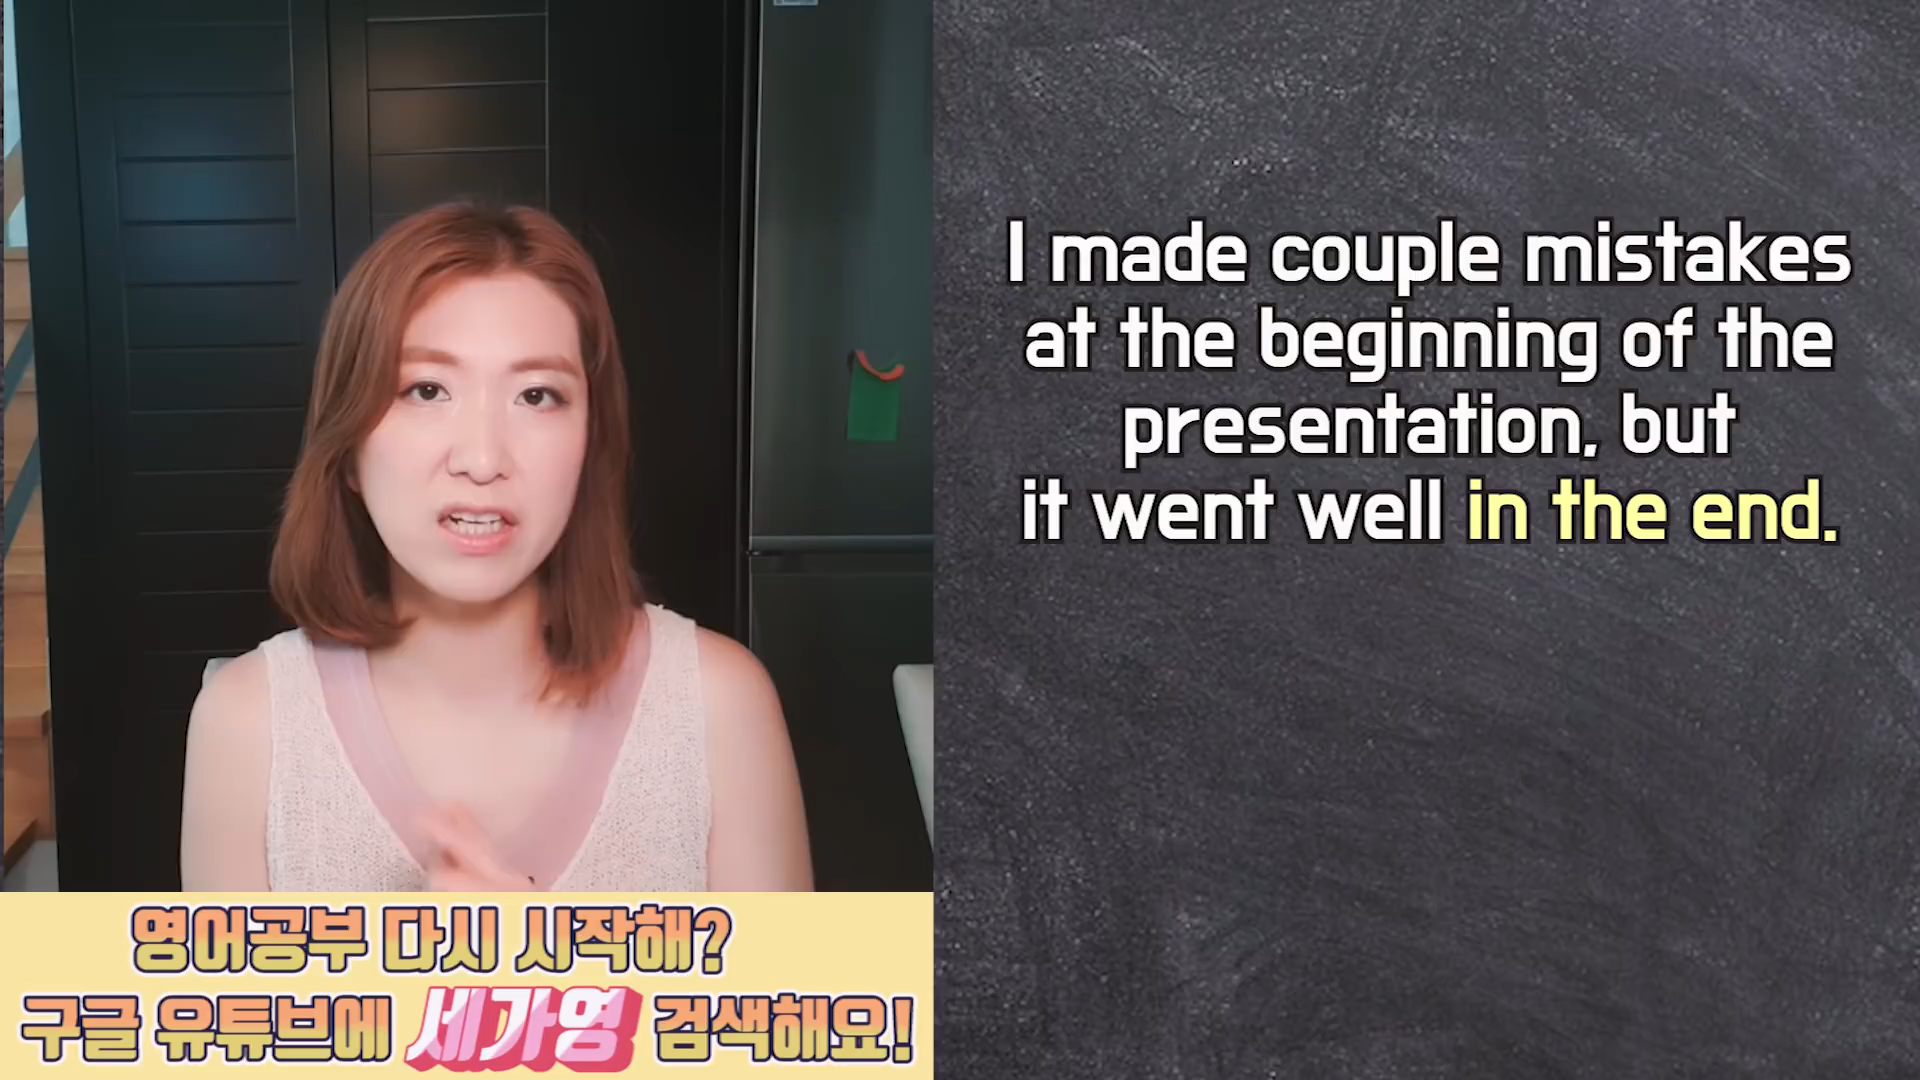 I made couple mistakes
at the beginning of the
presentation, but
it went well in the end.
영어공부 다시 시작해?
구글 유튜브에 세가영 검색해요!